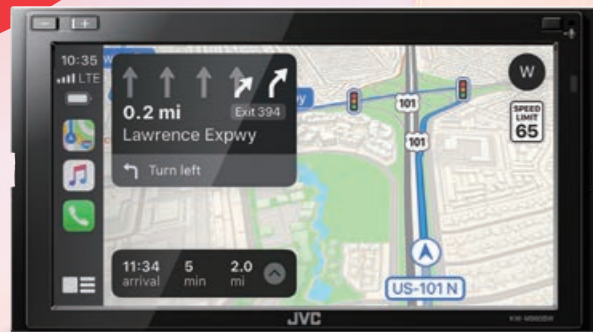 10:35
LTE
0.2 mi
Exit 394
Lawrence Expwy
Turn left
11:34 5 2.0
arrival min mi
W
SPEED
LIMIT
65
101
101
US-101 N
JVC